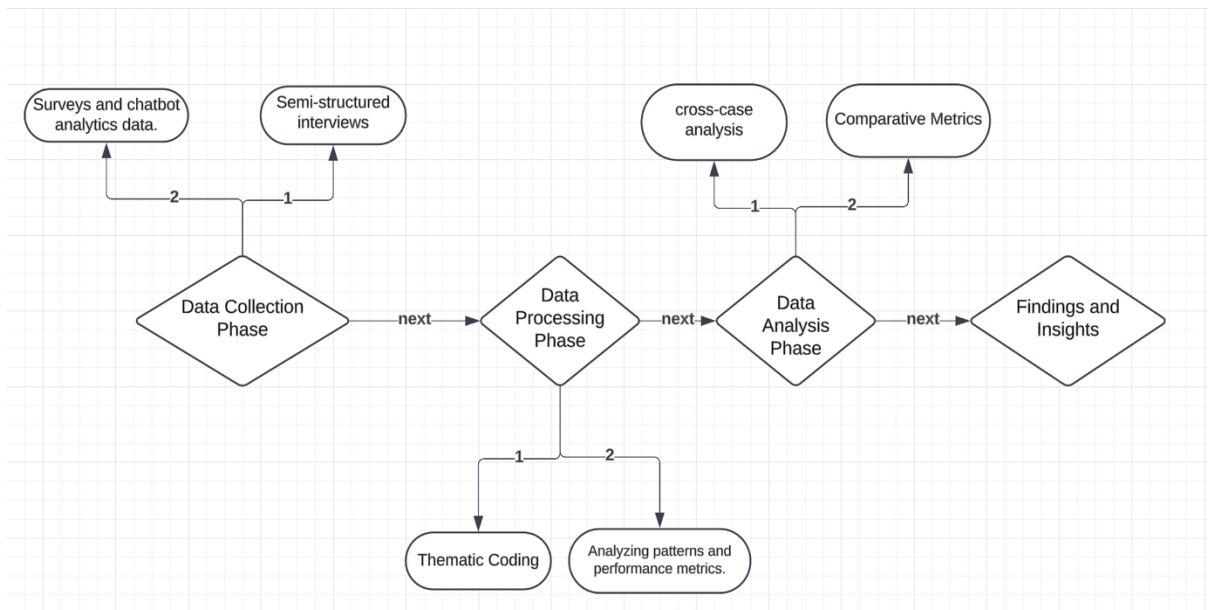 Surveys and chatbot
analytics data.
Semi-structured
interviews
cross-case
analysis
Comparative Metrics
2
1
1
2
Data Collection
Phase
next
Data
Processing
Phase
next
Data
Analysis
Phase
next
Findings and
Insights
1
2
Thematic Coding
Analyzing patterns and
performance metrics.